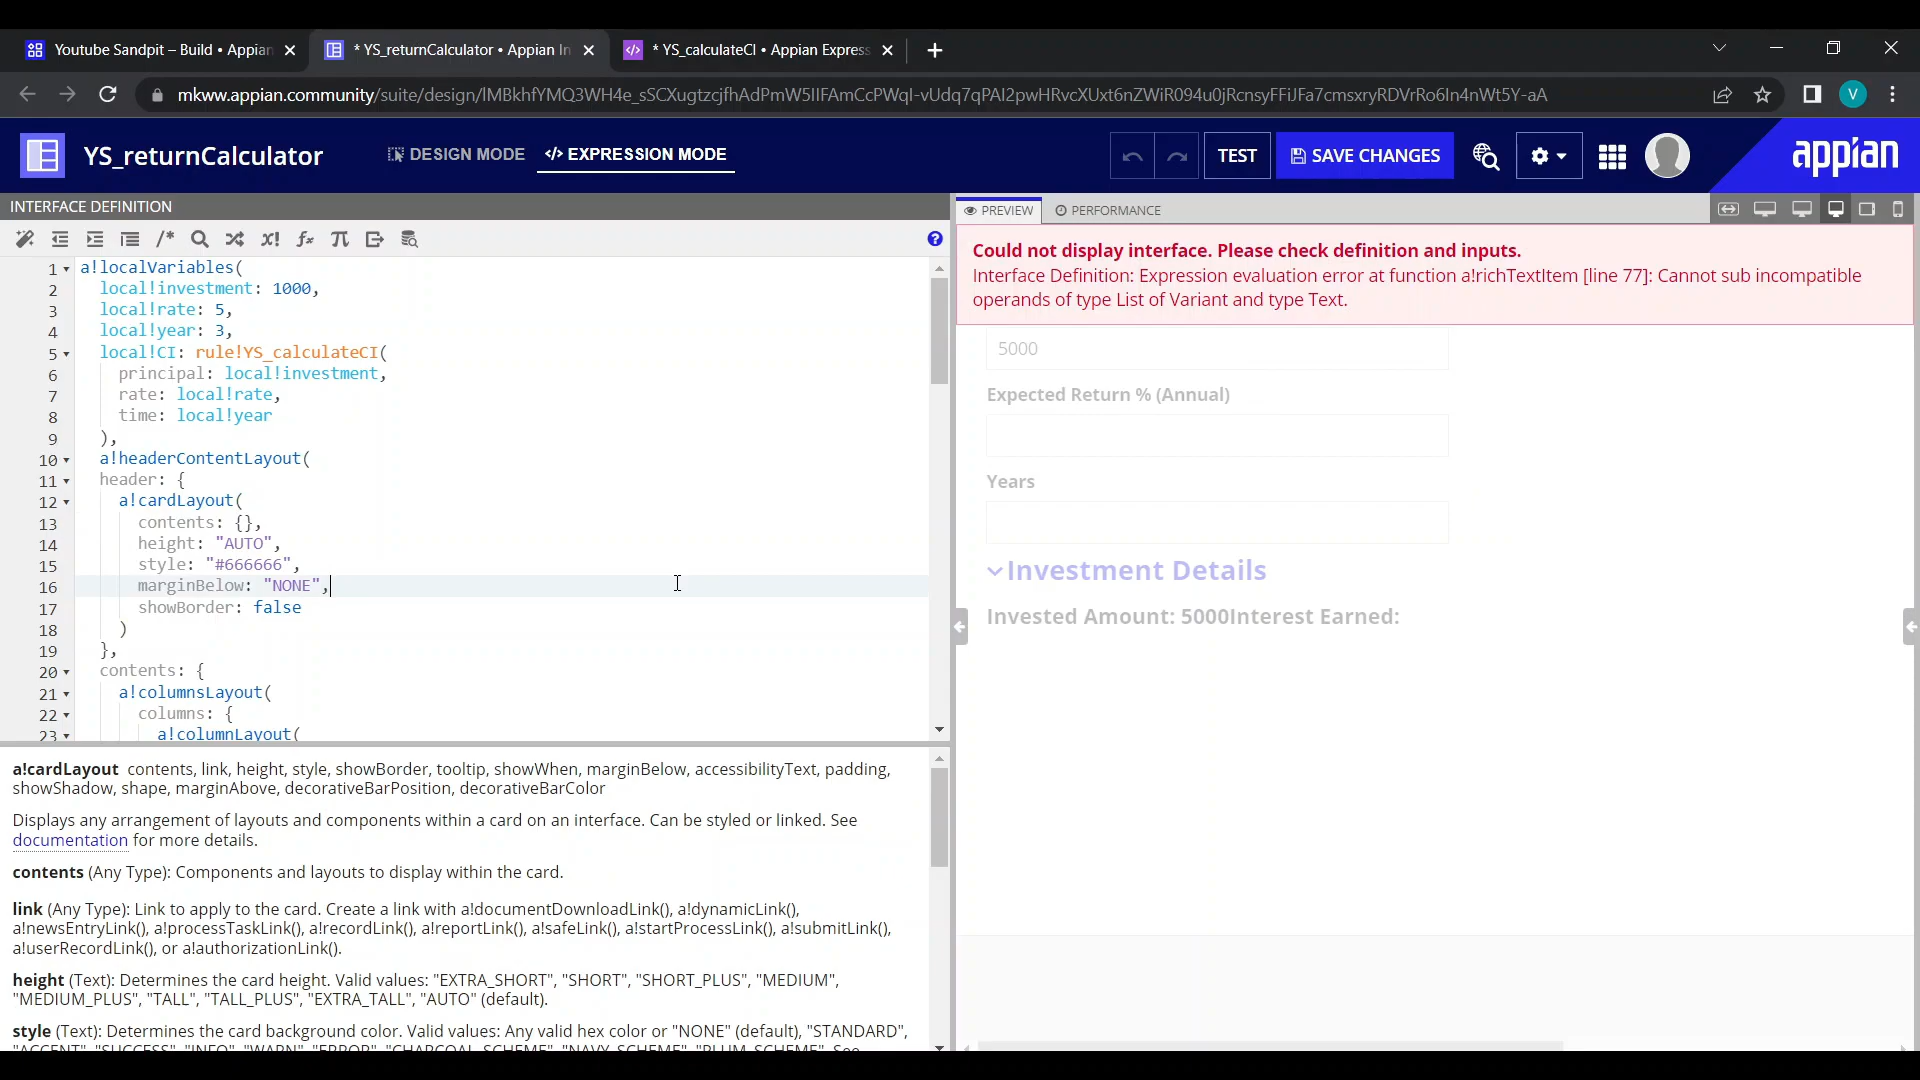 Youtube Sandpit – Build • Appian
* YS_returnCalculator • Appian In
* YS_calculateCI • Appian Express
mkww.appian.community/suite/design/
V
YS_returnCalculator
DESIGN MODE
</> EXPRESSION MODE
TEST
SAVE CHANGES
appian
INTERFACE DEFINITION
PREVIEW
PERFORMANCE
1 a!localVariables(
2 local!investment: 1000,
3 local!rate: 5,
4 local!year: 3,
5 local!CI: rule!YS_calculateCI(
6 principal: local!investment,
7 rate: local!rate,
8 time: local!year
9 ),
10 a!headerContentLayout(
11 header: {
12 a!cardLayout(
13 contents: {},
14 height: "AUTO",
15 style: "#666666",
16 marginBelow: "NONE",
17 showBorder: false
18 )
19 },
20 contents: {
21 a!columnsLayout(
22 columns: {
23 a!columnLayout(
a!cardLayout contents, link, height, style, showBorder, tooltip, showWhen, marginBelow, accessibilityText, padding,
showShadow, shape, marginAbove, decorativeBarPosition, decorativeBarColor
Displays any arrangement of layouts and components within a card on an interface. Can be styled or linked. See
documentation for more details.
contents (Any Type): Components and layouts to display within the card.
link (Any Type): Link to apply to the card. Create a link with a!documentDownloadLink(), a!dynamicLink(),
a!newsEntryLink(), a!processTaskLink(), a!recordLink(), a!reportLink(), a!safeLink(), a!startProcessLink(), a!submitLink(),
a!userRecordLink(), or a!authorizationLink().
height (Text): Determines the card height. Valid values: "EXTRA_SHORT", "SHORT", "SHORT_PLUS", "MEDIUM",
"MEDIUM_PLUS", "TALL", "TALL_PLUS", "EXTRA_TALL", "AUTO" (default).
style (Text): Determines the card background color. Valid values: Any valid hex color or "NONE" (default), "STANDARD",
"ACCENT", "SUCCESS", "INFO", "WARN", "ERROR", "CHARCOAL_SCHEME", "NAVY_SCHEME", "PLUM_SCHEME". See
Could not display interface. Please check definition and inputs.
Interface Definition: Expression evaluation error at function a!richTextItem [line 77]: Cannot sub incompatible
operands of type List of Variant and type Text.
5000
Expected Return % (Annual)
Years
Investment Details
Invested Amount: 5000Interest Earned: